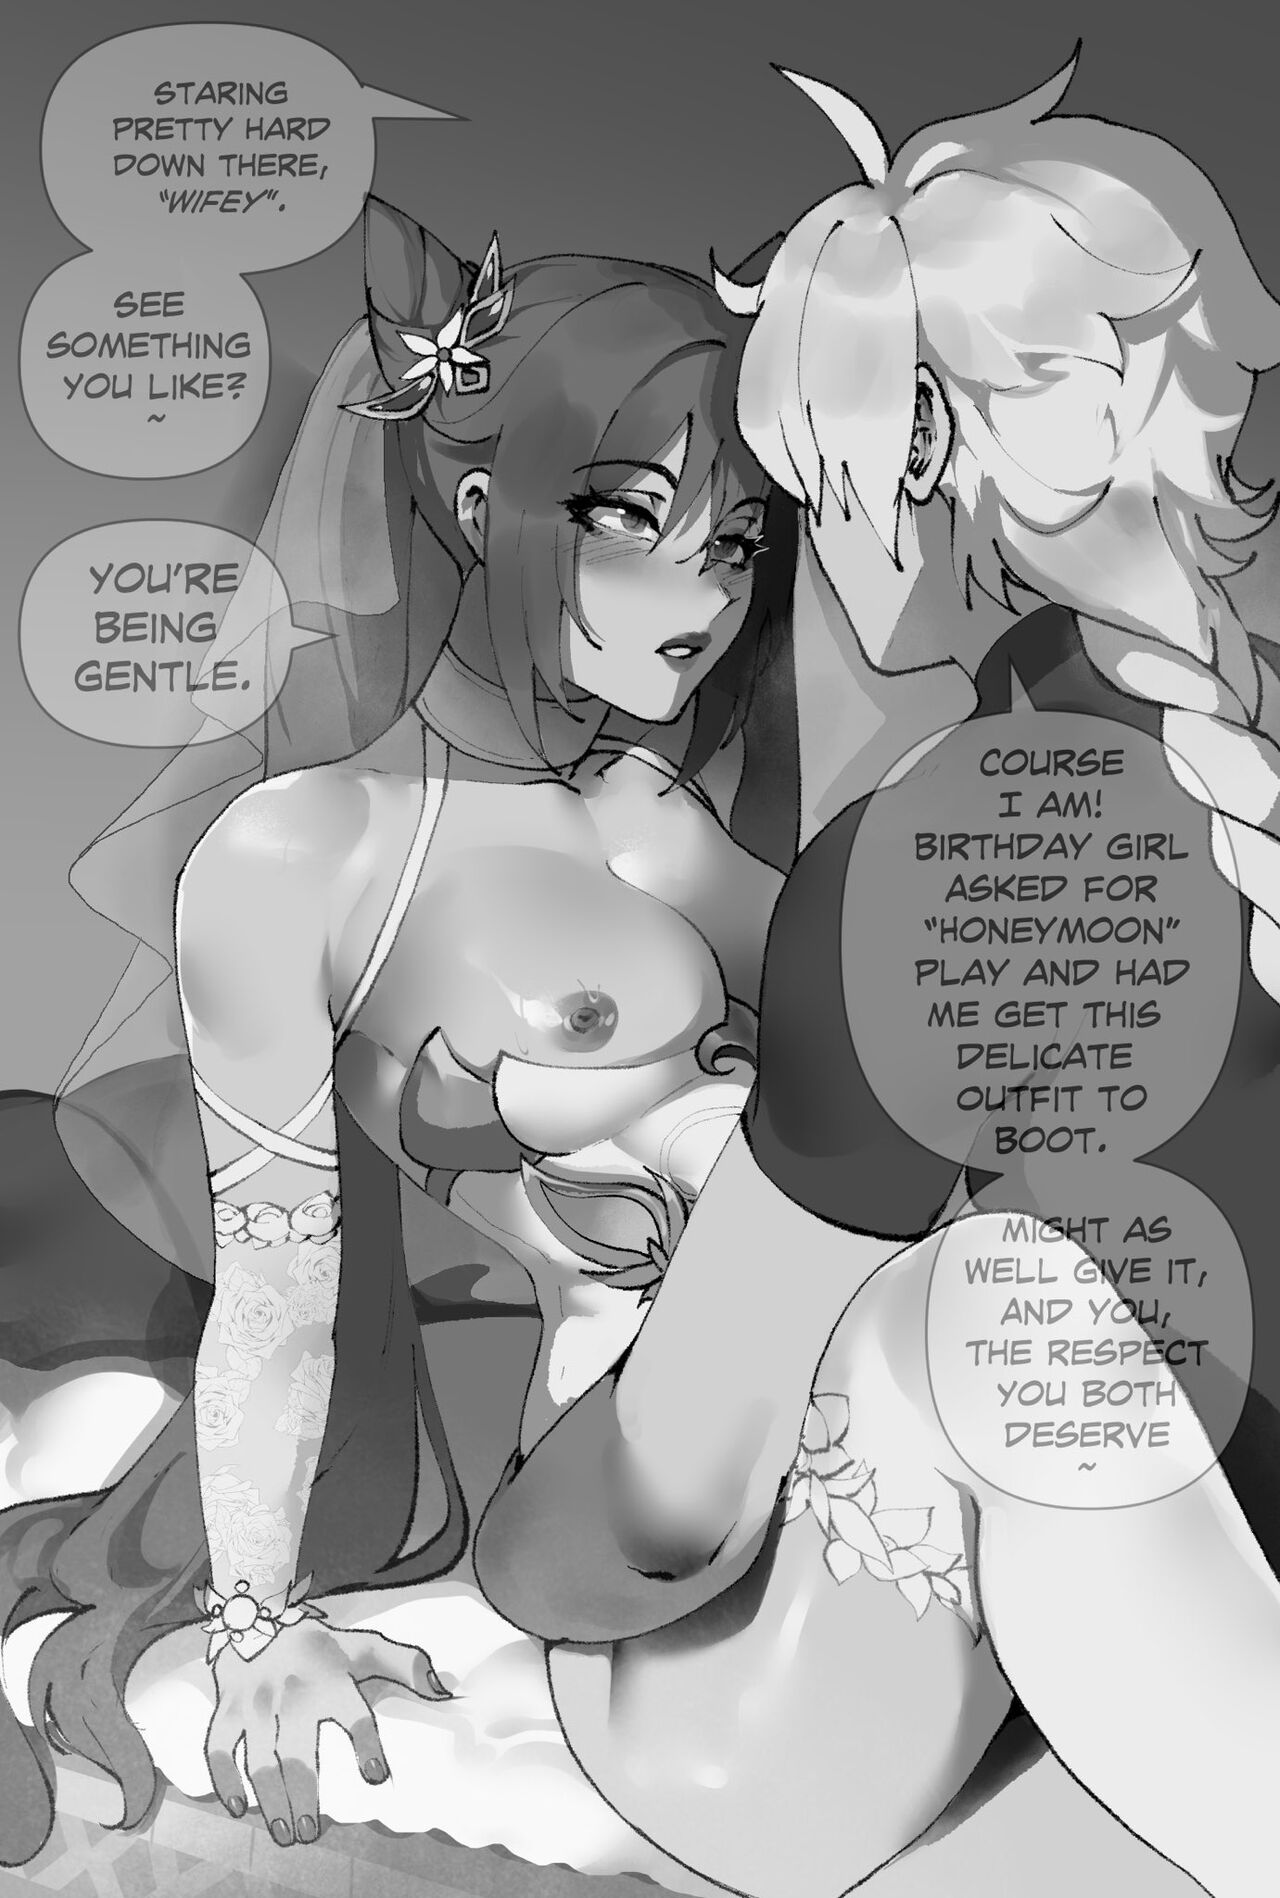 STARING
PRETTY HARD
DOWN THERE,
"WIFEY".
SEE
SOMETHING
YOU LIKE?
~
YOU'RE
BEING
GENTLE.
COURSE
I AM!
BIRTHDAY GIRL
ASKED FOR
"HONEYMOON"
PLAY AND HAD
ME GET THIS
DELICATE
OUTFIT TO
BOOT.
MIGHT AS
WELL GIVE IT,
AND YOU,
THE RESPECT
YOU BOTH
DESERVE
~